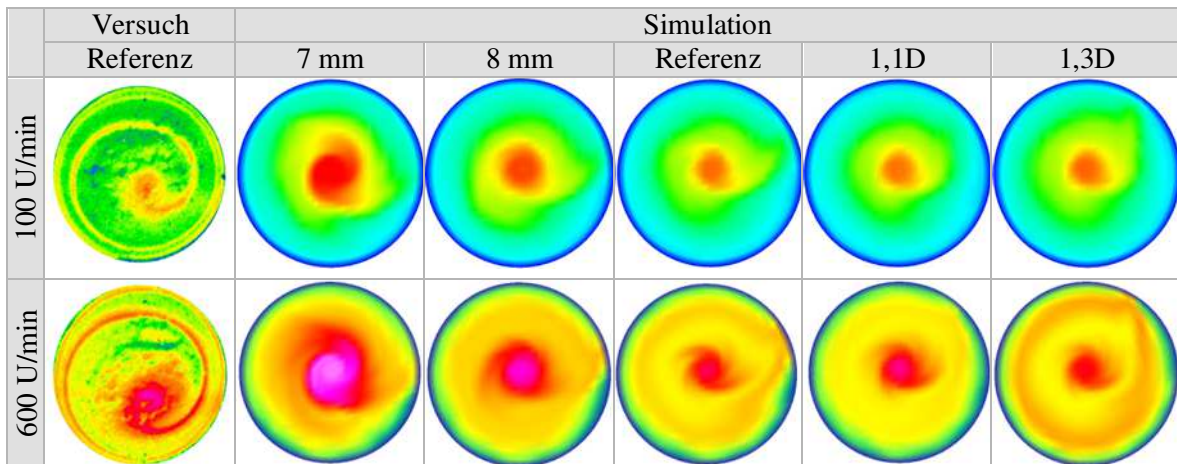 Versuch Simulation
Referenz 7 mm 8 mm Referenz 1,1D 1,3D
100 U/min
600 U/min